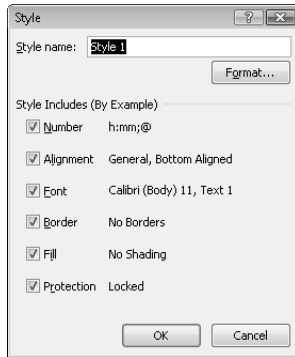 Style
Style name: Style 1
Format...
Style Includes (By Example)
Number h:mm;@
Alignment General, Bottom Aligned
Font Calibri (Body) 11, Text 1
Border No Borders
Fill No Shading
Protection Locked
OK Cancel